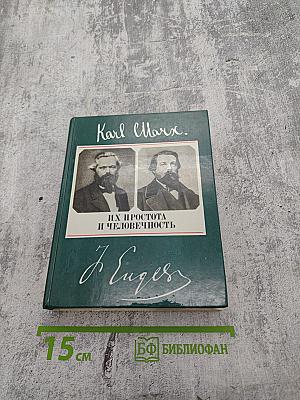 Karl Marx.
ИХ ПРОСТОТА
И ЧЕЛОВЕЧНОСТЬ
F Engels
15 см
БФ БИБЛИОФАН